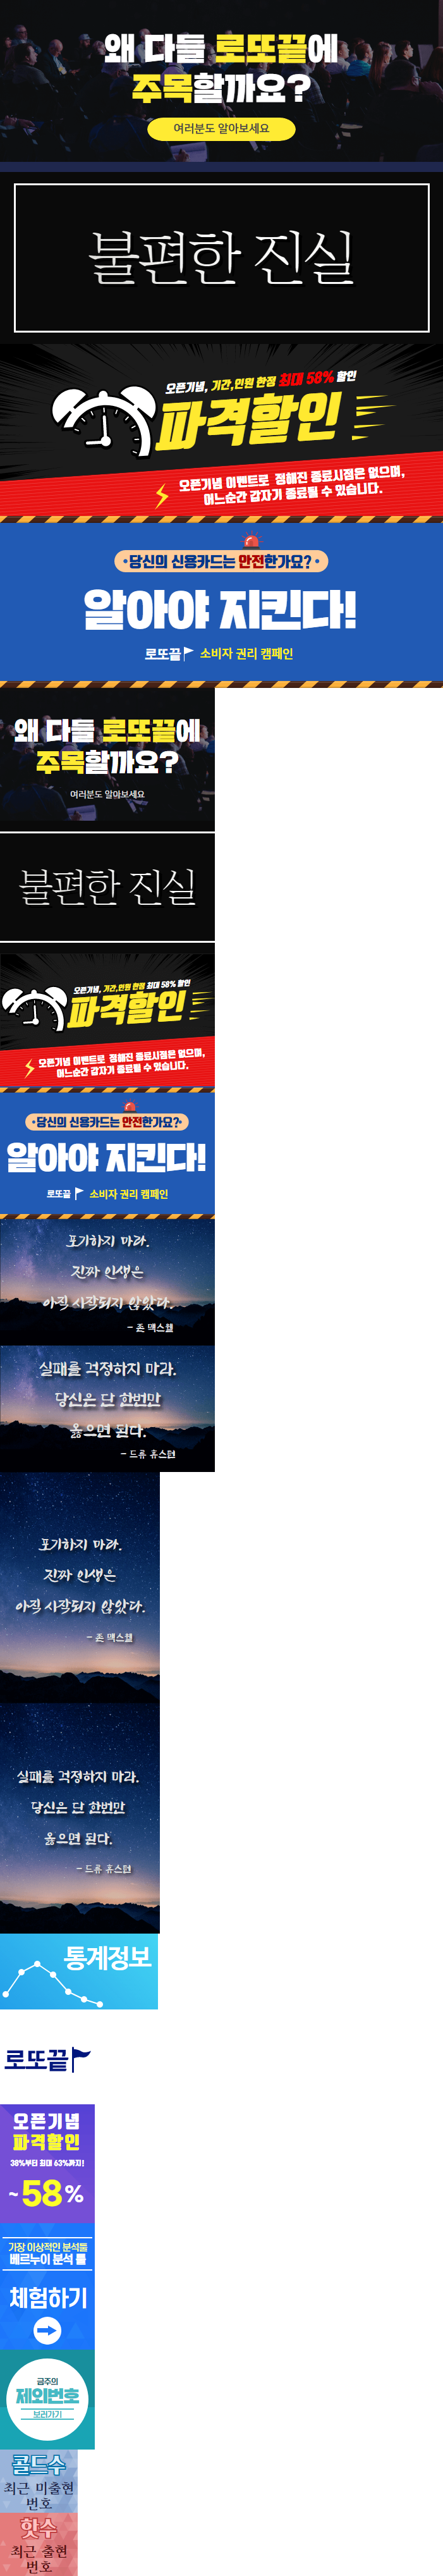 왜 다들 로또끝에
주목할까요?
여러분도 알아보세요
불편한 진실
오픈기념, 기간,인원 한정 최대 58% 할인
파격할인
오픈기념 이벤트로 정해진 종료시점은 없으며,
어느순간 갑자기 종료될 수 있습니다.
당신의 신용카드는 안전한가요?
알아야 지킨다!
로또끝 소비자 권리 캠페인
왜 다들 로또끝에
주목할까요?
여러분도 알아보세요
불편한 진실
오픈기념, 기간,인원 한정 최대 58% 할인
파격할인
오픈기념 이벤트로 정해진 종료시점은 없으며,
어느순간 갑자기 종료될 수 있습니다.
당신의 신용카드는 안전한가요?
알아야 지킨다!
로또끝 소비자 권리 캠페인
포기하지 마라.
진짜 인생은
아직 시작되지 않았다.
- 존 맥스웰
실패를 걱정하지 마라.
당신은 단 한번만
옳으면 된다.
- 드류 휴스턴
포기하지 마라.
진짜 인생은
아직 시작되지 않았다.
- 존 맥스웰
실패를 걱정하지 마라.
당신은 단 한번만
옳으면 된다.
- 드류 휴스턴
통계정보
로또끝
오픈기념
파격할인
38%부터 최대 63%까지!
~58%
가장 이상적인 분석툴
베르누이 분석 툴
체험하기
금주의
제외번호
보러가기
골드수
최근 미출현
번호
핫수
최근 출현
번호